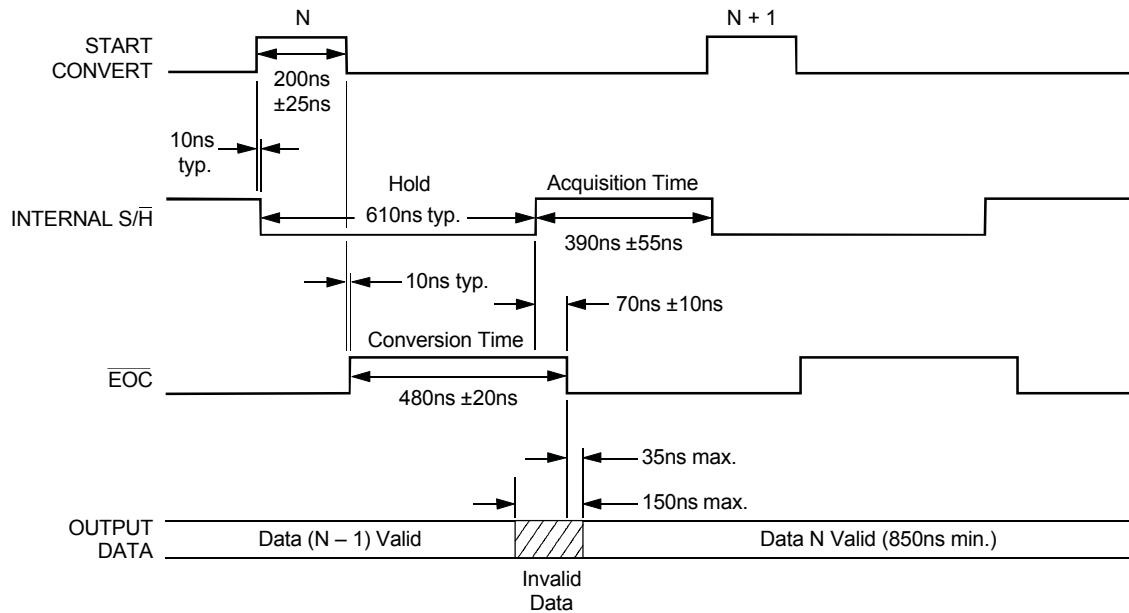 N
N + 1
START
CONVERT
200ns
±25ns
10ns
typ.
Hold
Acquisition Time
INTERNAL S/H̅
610ns typ.
390ns ±55ns
10ns typ.
70ns ±10ns
Conversion Time
E̅O̅C̅
480ns ±20ns
35ns max.
150ns max.
OUTPUT
DATA
Data (N – 1) Valid
Data N Valid (850ns min.)
Invalid
Data